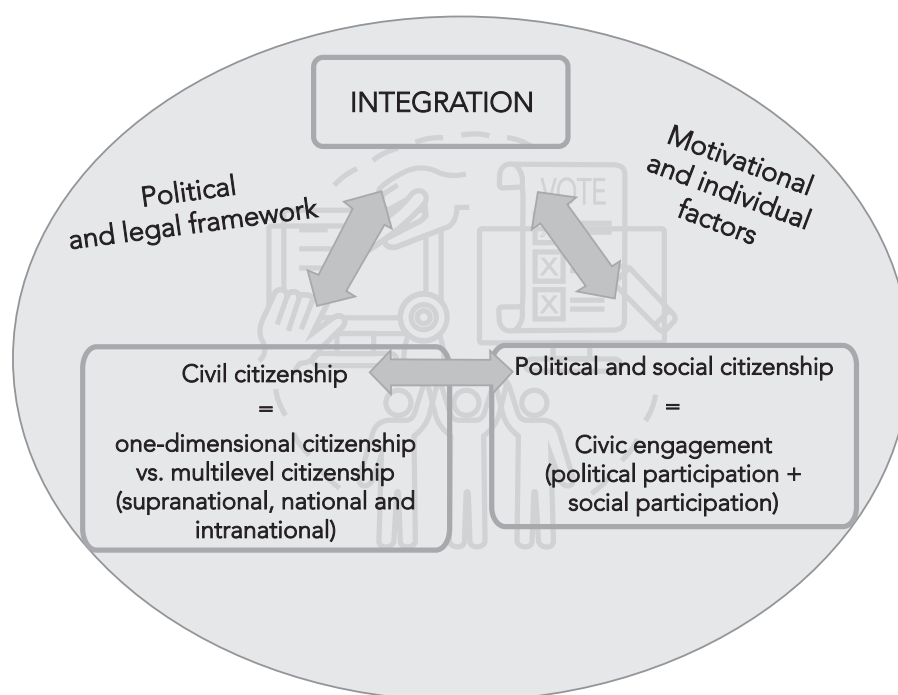 INTEGRATION
Political
and legal framework
Motivational
and individual
factors
VOTE
X
X
Civil citizenship
=
one-dimensional citizenship
vs. multilevel citizenship
(supranational, national and
intranational)
Political and social citizenship
=
Civic engagement
(political participation +
social participation)